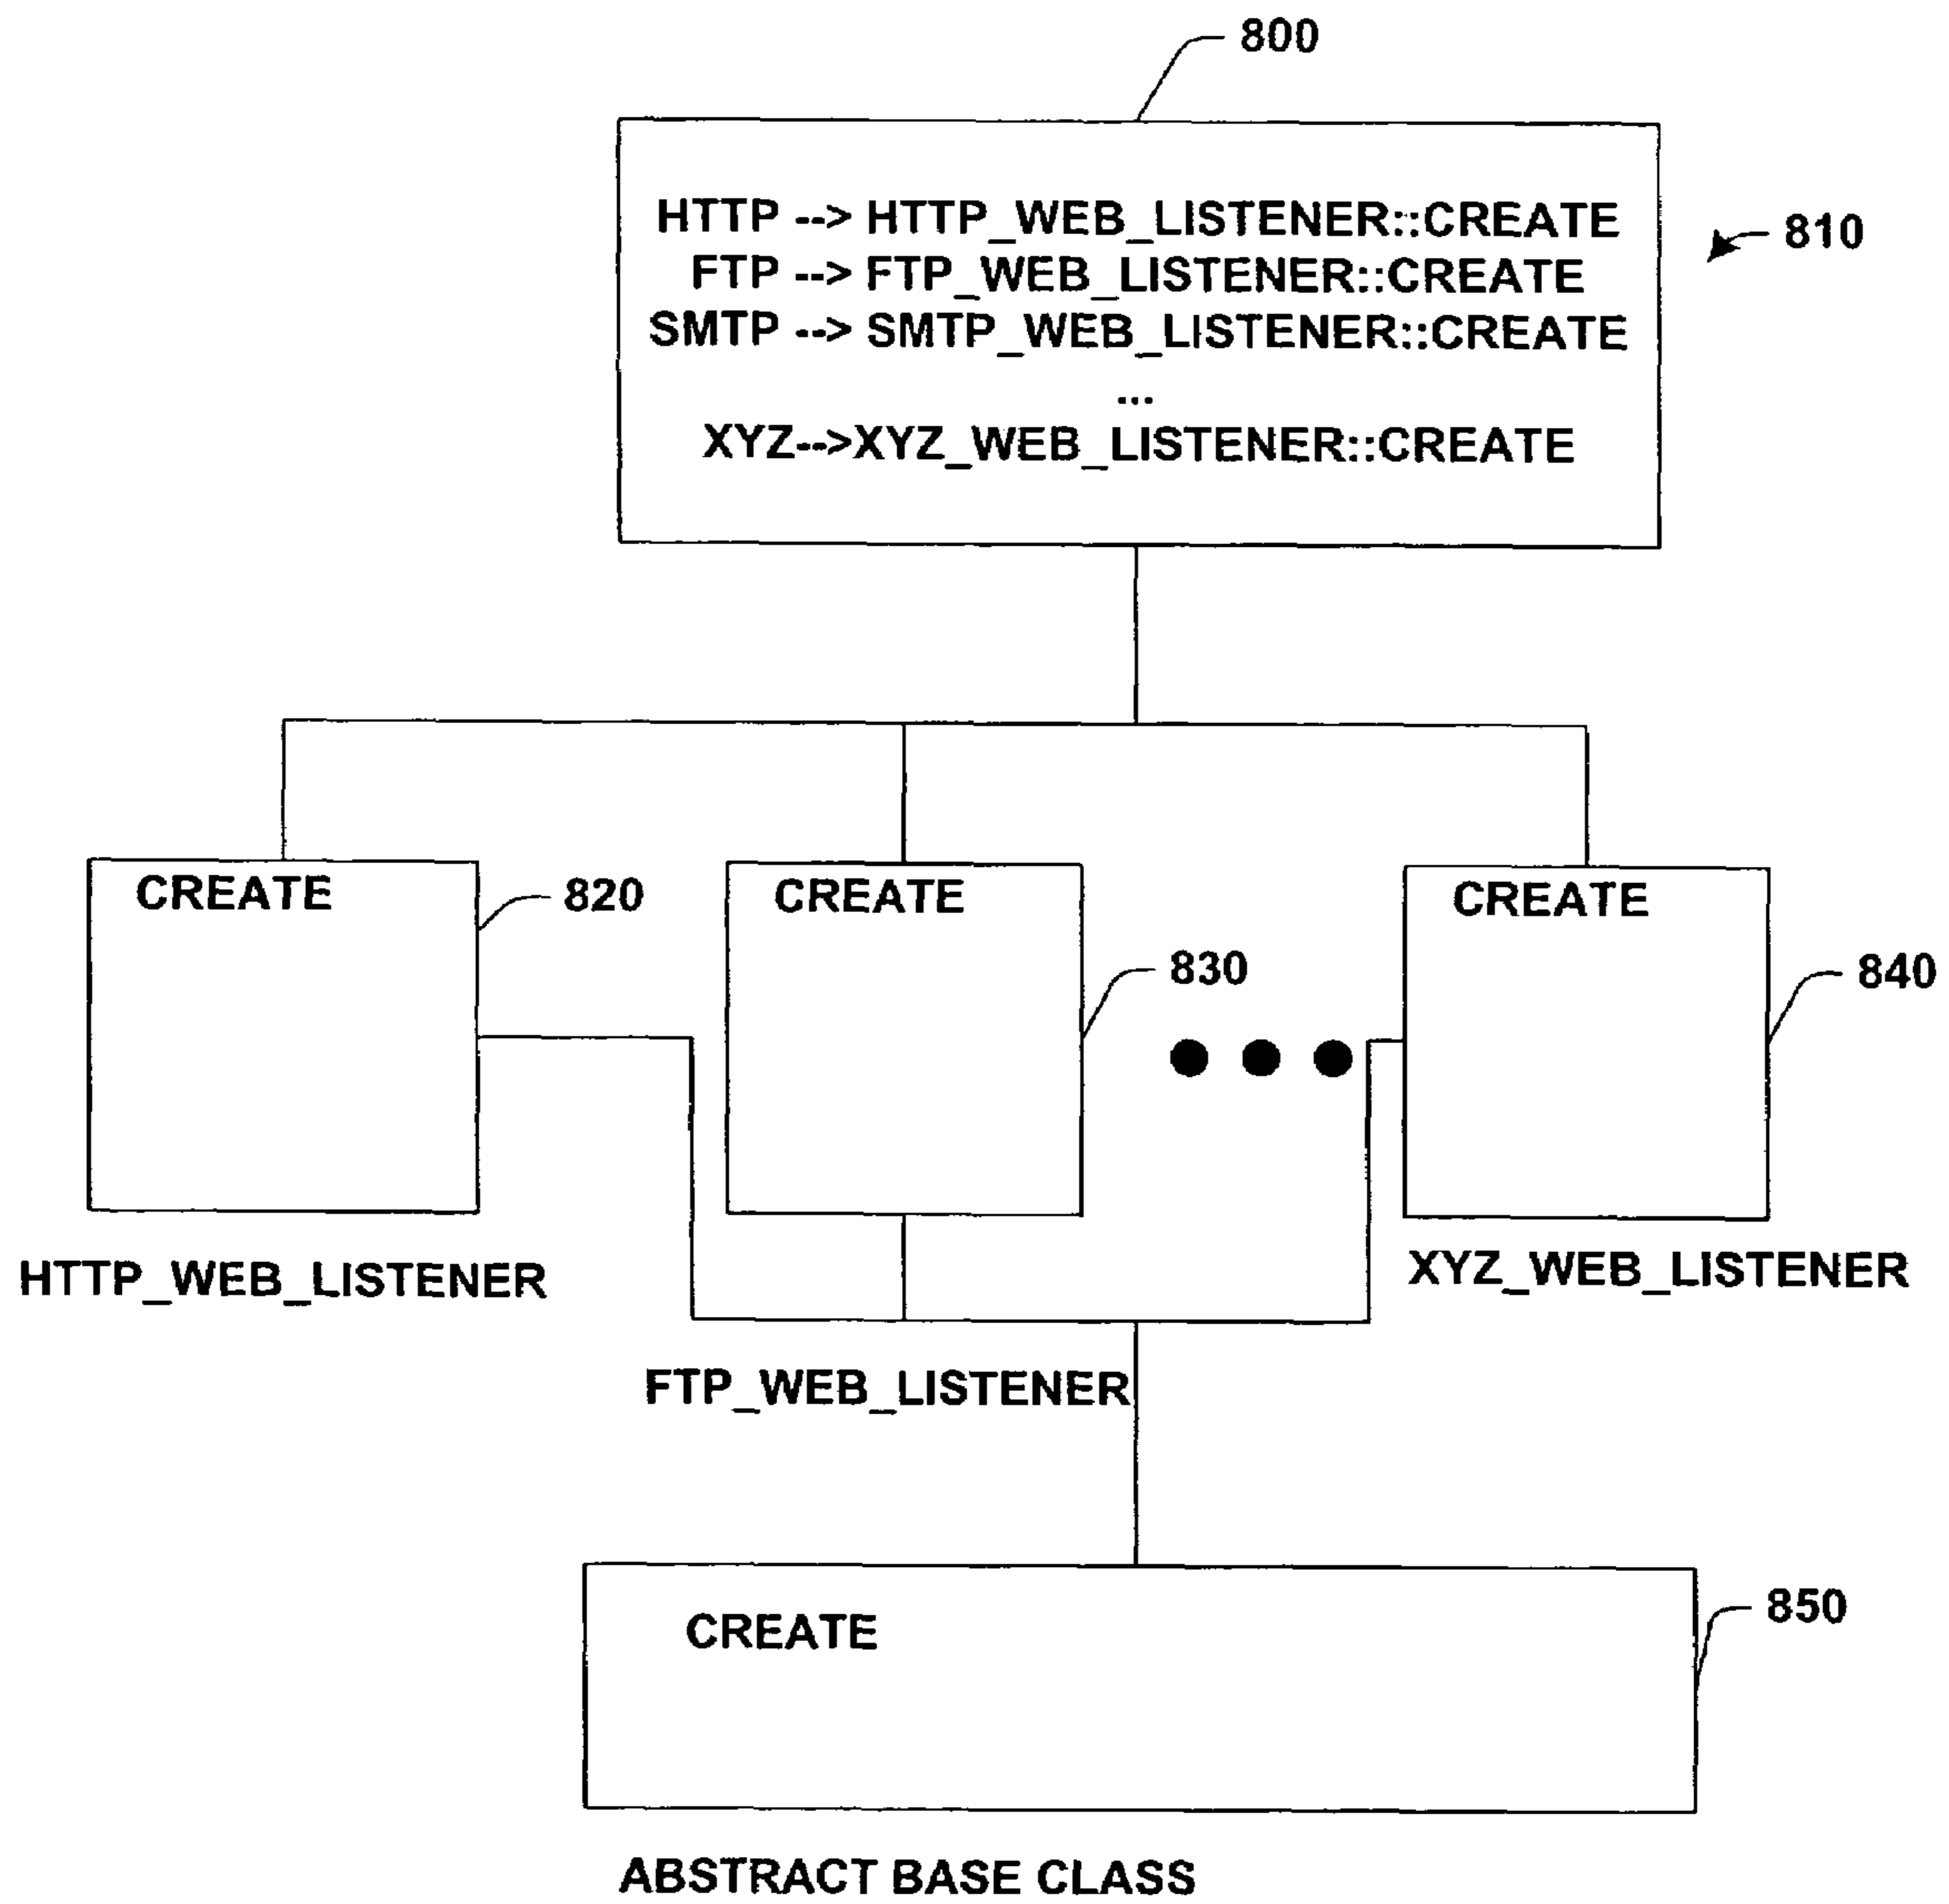 800
HTTP --> HTTP_WEB_LISTENER::CREATE
810
FTP --> FTP_WEB_LISTENER::CREATE
SMTP --> SMTP_WEB_LISTENER::CREATE
...
XYZ-->XYZ_WEB_LISTENER::CREATE
CREATE
820
CREATE
830
CREATE
840
HTTP_WEB_LISTENER
XYZ_WEB_LISTENER
FTP_WEB_LISTENER
CREATE
850
ABSTRACT BASE CLASS